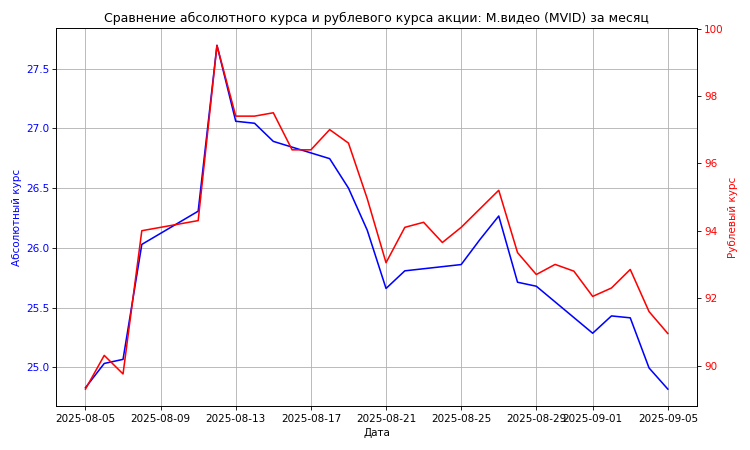 Сравнение абсолютного курса и рублевого курса акции: М.видео (MVID) за месяц
100
27.5
98
27.0
96
26.5
Абсолютный курс
Рублевый курс
94
26.0
92
25.5
90
25.0
2025-08-05 2025-08-09 2025-08-13 2025-08-17 2025-08-21 2025-08-25 2025-08-29 2025-09-01 2025-09-05
Дата